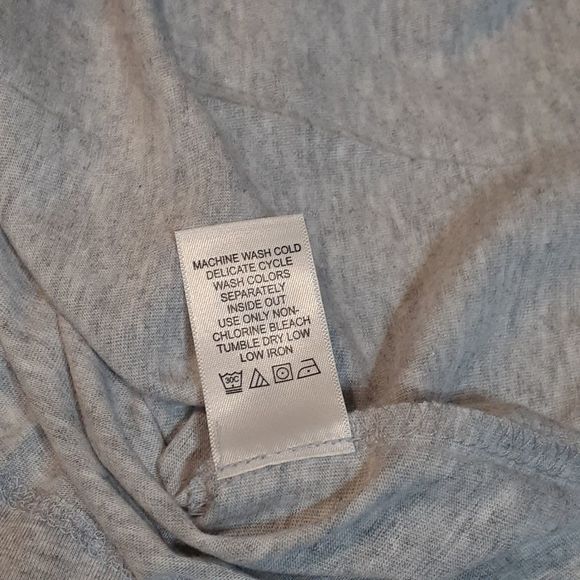 MACHINE WASH COLD
DELICATE CYCLE
WASH COLORS
SEPARATELY
INSIDE OUT
USE ONLY NON-
CHLORINE BLEACH
TUMBLE DRY LOW
LOW IRON
30C